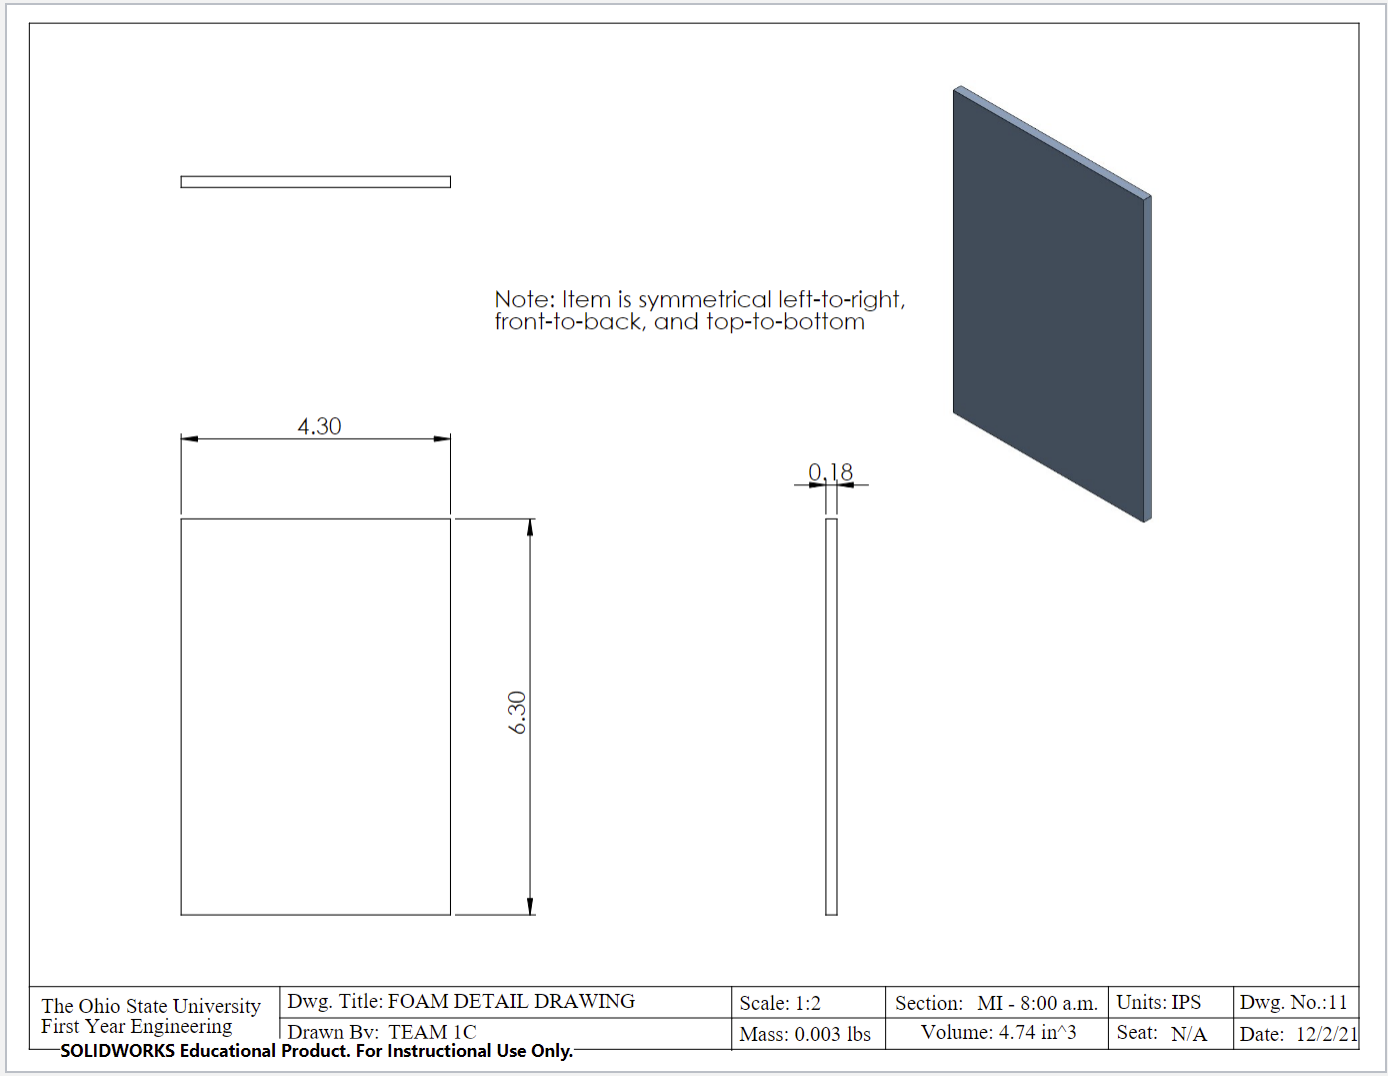 Note: Item is symmetrical left-to-right,
front-to-back, and top-to-bottom
4.30
0.18
6.30
The Ohio State University
First Year Engineering
Dwg. Title: FOAM DETAIL DRAWING
Drawn By: TEAM 1C
Scale: 1:2
Mass: 0.003 lbs
Section: MI - 8:00 a.m.
Volume: 4.74 in^3
Units: IPS
Seat: N/A
Dwg. No.:11
Date: 12/2/21
SOLIDWORKS Educational Product. For Instructional Use Only.